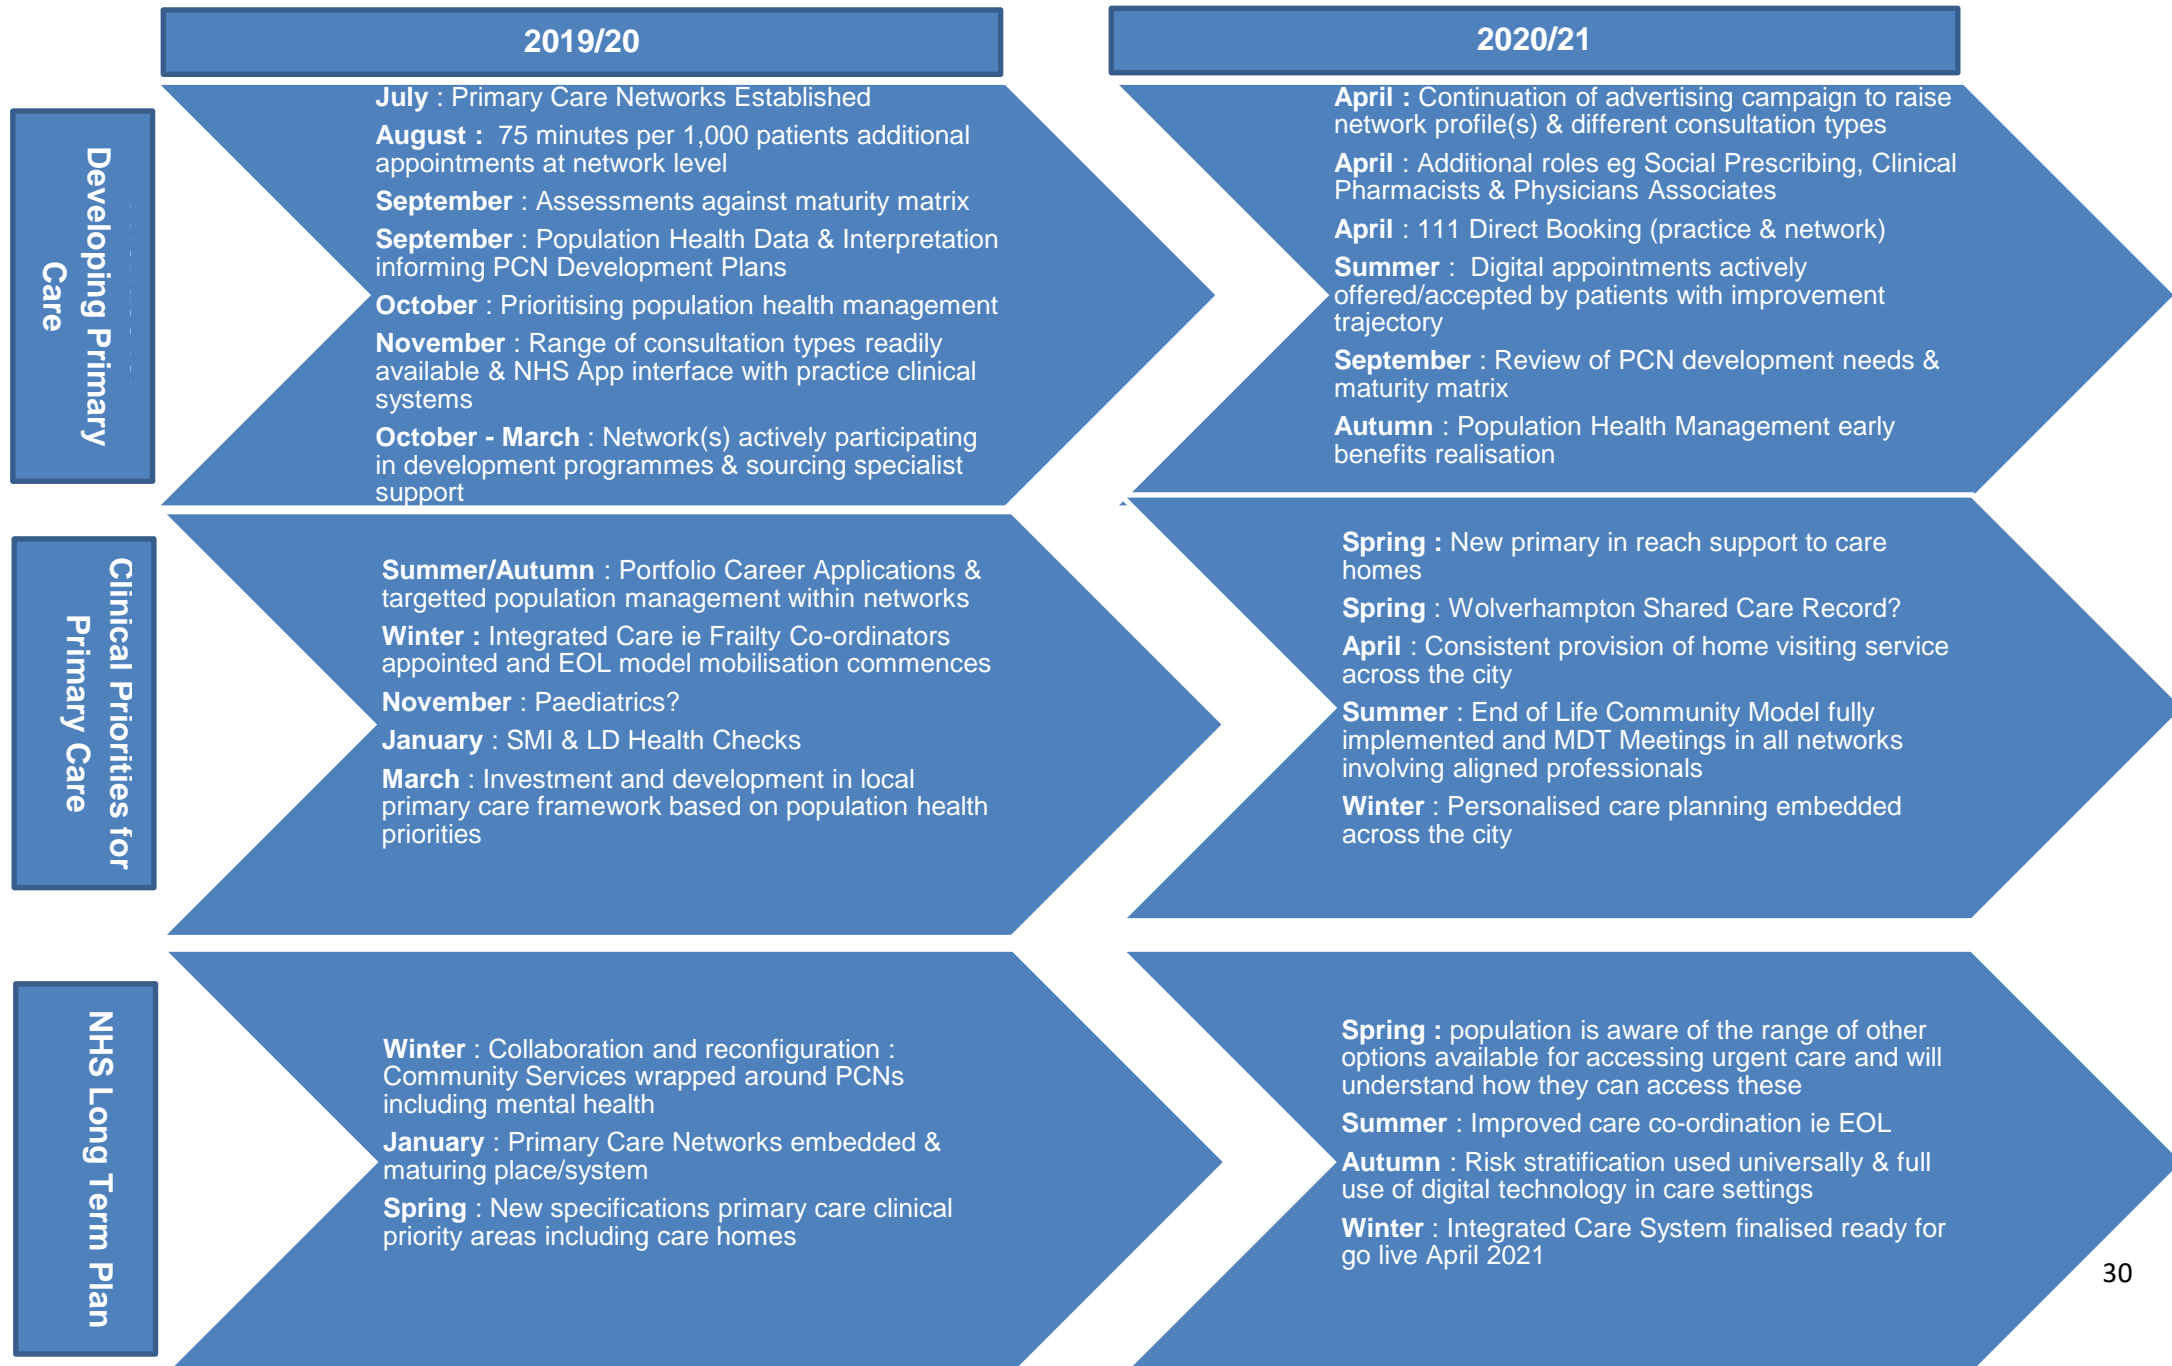 2019/20
2020/21
Developing Primary
Care
July : Primary Care Networks Established
August :  75 minutes per 1,000 patients additional
appointments at network level
September : Assessments against maturity matrix
September : Population Health Data & Interpretation
informing PCN Development Plans
October : Prioritising population health management
November : Range of consultation types readily
available & NHS App interface with practice clinical
systems
October - March : Network(s) actively participating
in development programmes & sourcing specialist
support
April : Continuation of advertising campaign to raise
network profile(s) & different consultation types
April : Additional roles eg Social Prescribing, Clinical
Pharmacists & Physicians Associates
April : 111 Direct Booking (practice & network)
Summer :  Digital appointments actively
offered/accepted by patients with improvement
trajectory
September : Review of PCN development needs &
maturity matrix
Autumn : Population Health Management early
benefits realisation
Clinical Priorities for
Primary Care
Summer/Autumn : Portfolio Career Applications &
targetted population management within networks
Winter : Integrated Care ie Frailty Co-ordinators
appointed and EOL model mobilisation commences
November : Paediatrics?
January : SMI & LD Health Checks
March : Investment and development in local
primary care framework based on population health
priorities
Spring : New primary in reach support to care
homes
Spring : Wolverhampton Shared Care Record?
April : Consistent provision of home visiting service
across the city
Summer : End of Life Community Model fully
implemented and MDT Meetings in all networks
involving aligned professionals
Winter : Personalised care planning embedded
across the city
NHS Long Term Plan
Winter : Collaboration and reconfiguration :
Community Services wrapped around PCNs
including mental health
January : Primary Care Networks embedded &
maturing place/system
Spring : New specifications primary care clinical
priority areas including care homes
Spring : population is aware of the range of other
options available for accessing urgent care and will
understand how they can access these
Summer : Improved care co-ordination ie EOL
Autumn : Risk stratification used universally & full
use of digital technology in care settings
Winter : Integrated Care System finalised ready for
go live April 2021
30